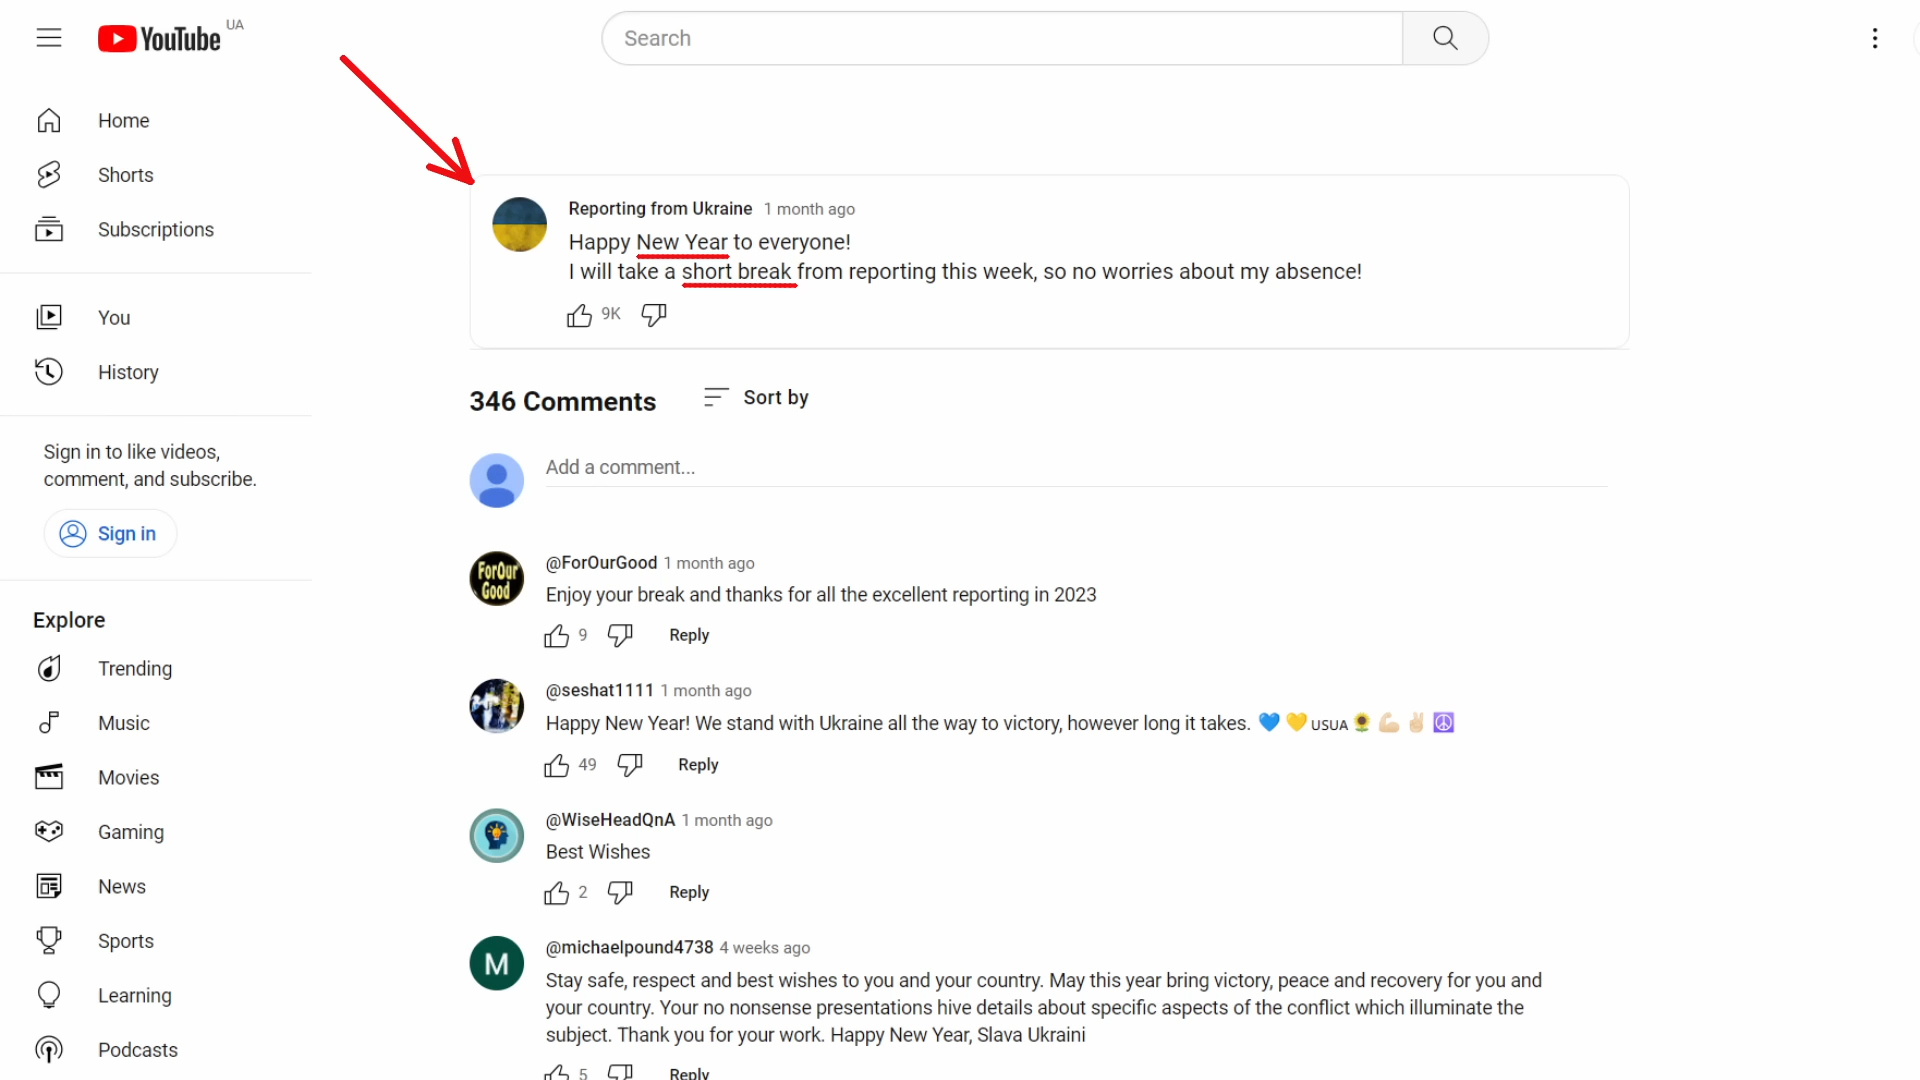 YouTube UA
Search
Home
Shorts
Subscriptions
You
History
Sign in to like videos,
comment, and subscribe.
Sign in
Explore
Trending
Music
Movies
Gaming
News
Sports
Learning
Podcasts
Reporting from Ukraine 1 month ago
Happy New Year to everyone!
I will take a short break from reporting this week, so no worries about my absence!
9K
346 Comments Sort by
Add a comment...
@ForOurGood 1 month ago
ForOur
Good
Enjoy your break and thanks for all the excellent reporting in 2023
9 Reply
@seshat1111 1 month ago
Happy New Year! We stand with Ukraine all the way to victory, however long it takes. 💙 💛 USUA 🌻 💪🏻 ✌🏻 ☮️
49 Reply
@WiseHeadQnA 1 month ago
Best Wishes
2 Reply
M
@michaelpound4738 4 weeks ago
Stay safe, respect and best wishes to you and your country. May this year bring victory, peace and recovery for you and
your country. Your no nonsense presentations hive details about specific aspects of the conflict which illuminate the
subject. Thank you for your work. Happy New Year, Slava Ukraini
5 Reply